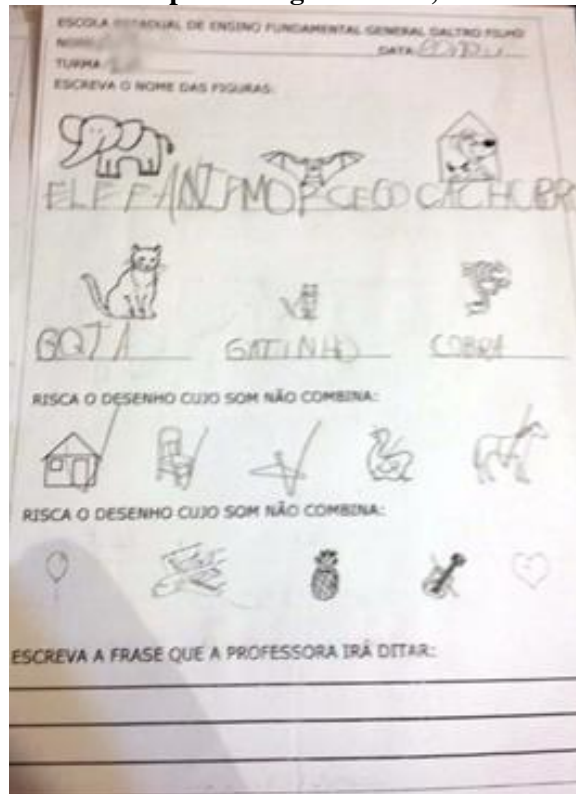 ESCOLA ESTADUAL DE ENSINO FUNDAMENTAL GENERAL DALTRO FILHO
NOME: DATA:
TURMA:
ESCREVA O NOME DAS FIGURAS:
ELEFANTE MORCEGO CACHORR
GATA GATINHO COBRA
RISCA O DESENHO CUJO SOM NÃO COMBINA:
RISCA O DESENHO CUJO SOM NÃO COMBINA:
ESCREVA A FRASE QUE A PROFESSORA IRÁ DITAR: